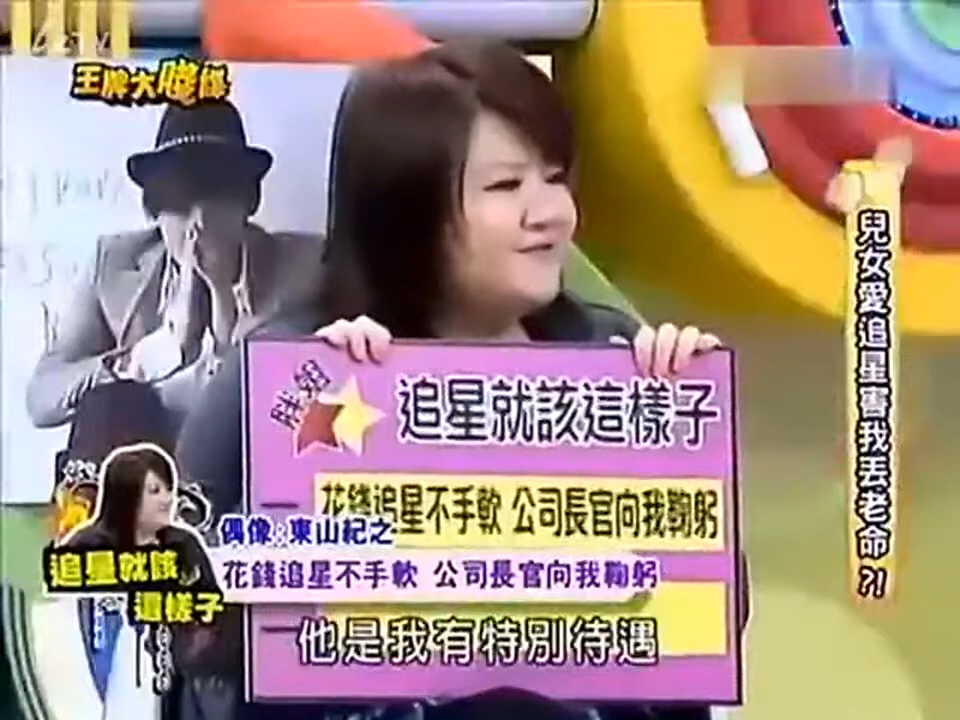 王牌大明星
兒女愛追星害我丟老命?!
胖妞
追星就該這樣子
花錢追星不手軟 公司長官向我鞠躬
偶像:東山紀之
花錢追星不手軟 公司長官向我鞠躬
追星就該
這樣子
他是我有特別待遇